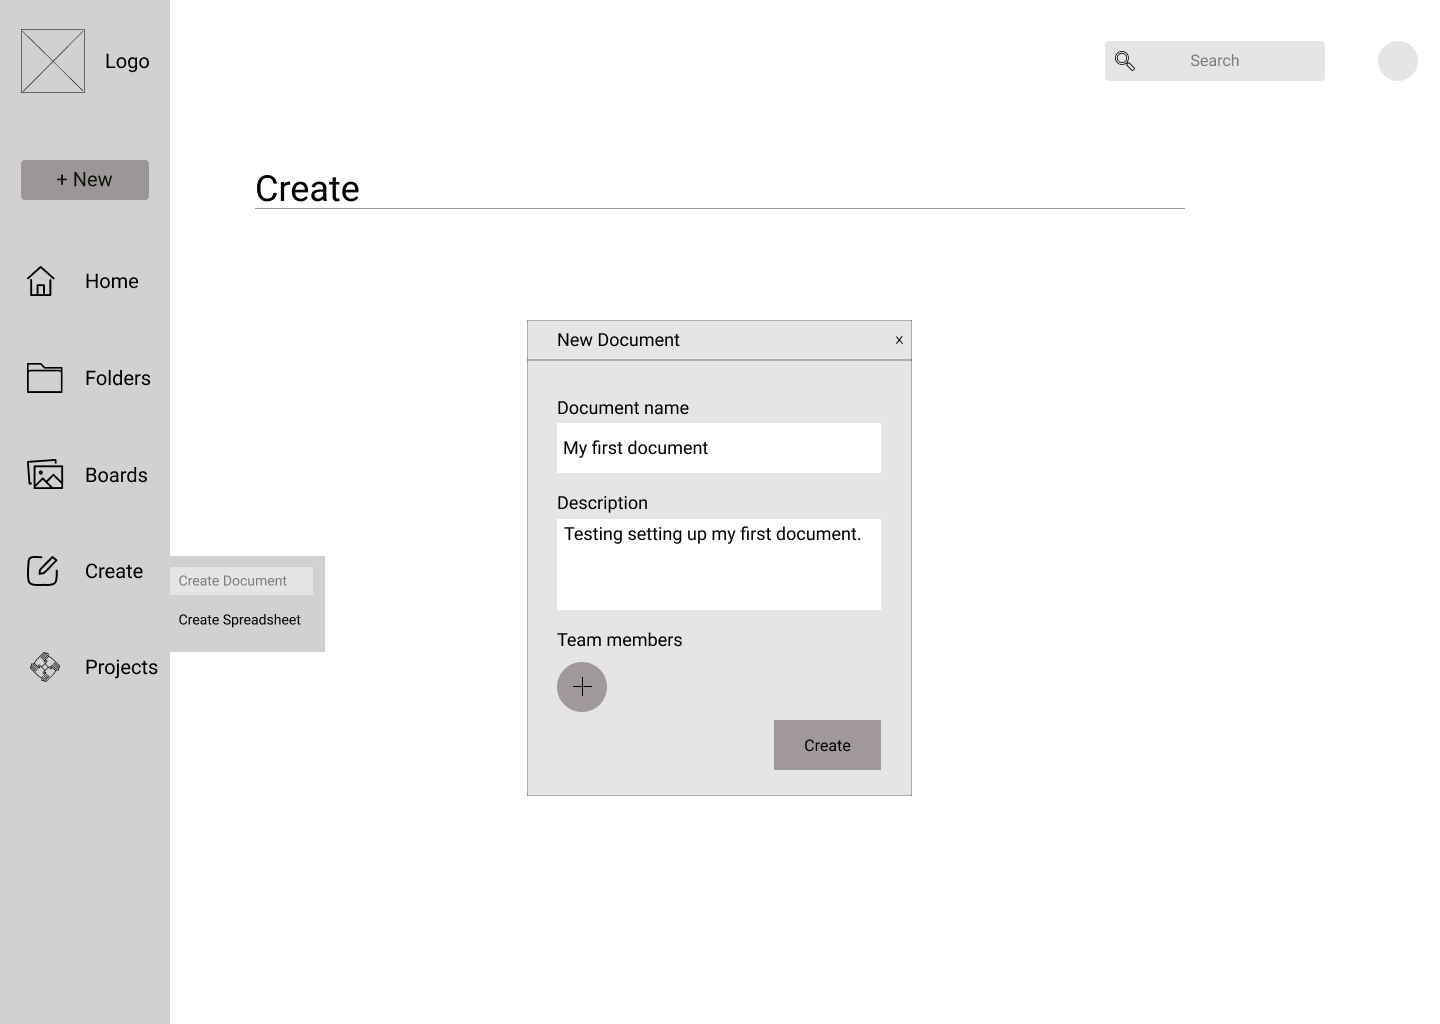 Logo
Search
+ New
Create
Home
Folders
Boards
Create
Create Document
Create Spreadsheet
Projects
New Document
x
Document name
My first document
Description
Testing setting up my first document.
Team members
Create